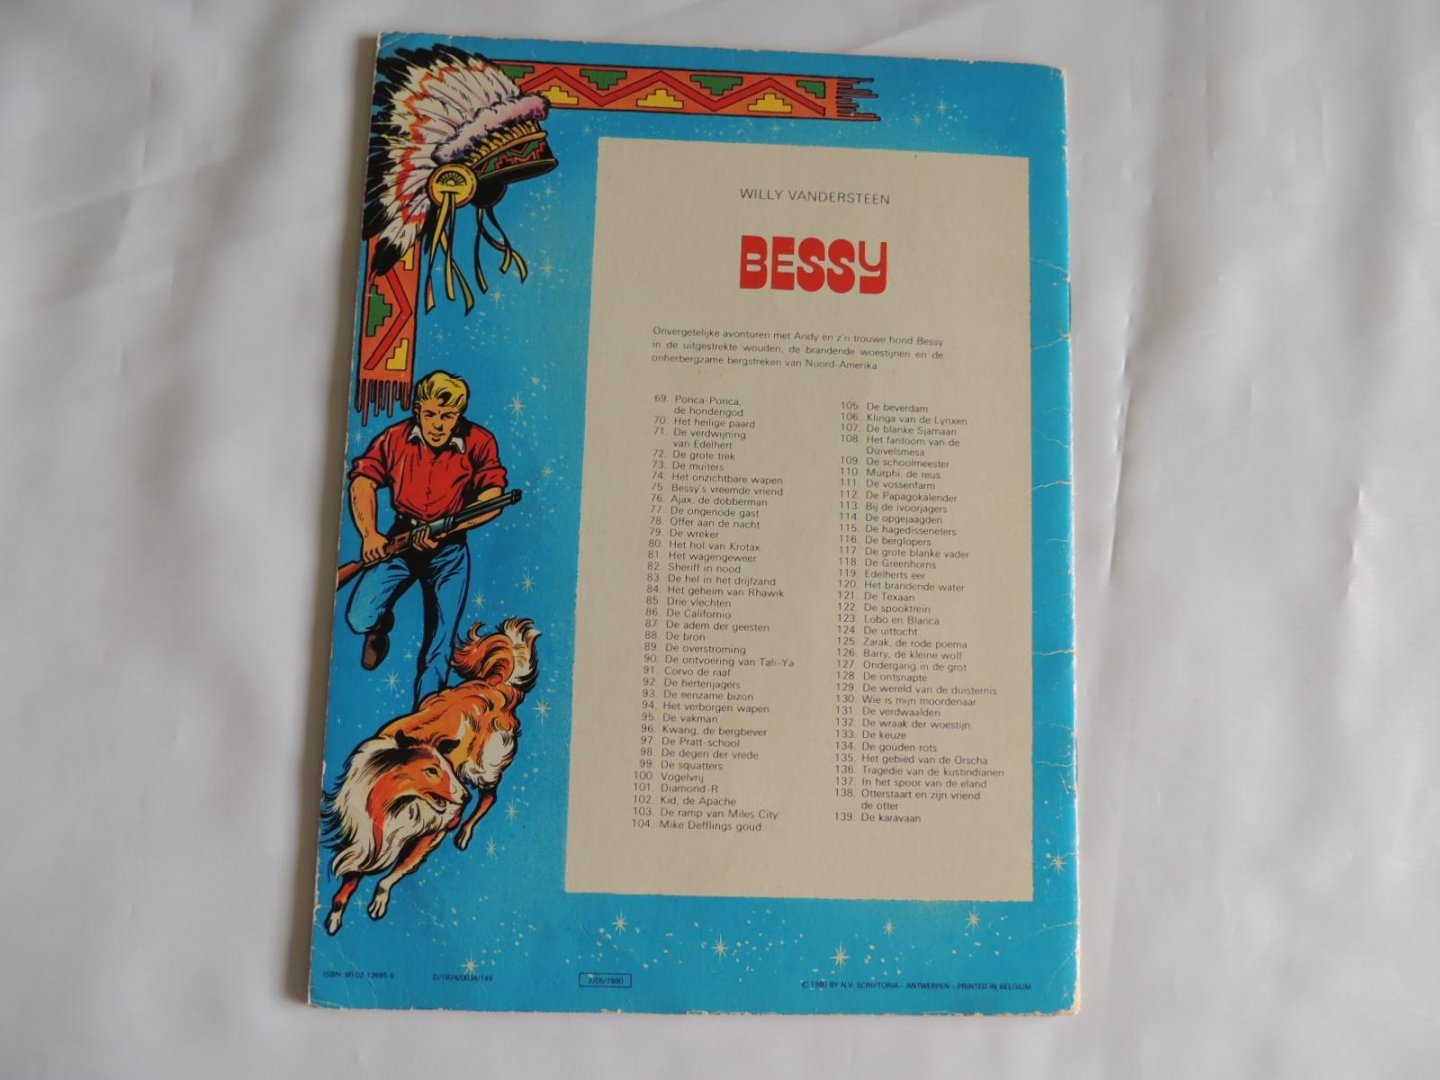 WILLY VANDERSTEEN
BESSY
Onvergetelijke avonturen met Andy en z'n trouwe hond Bessy
in de uitgestrekte wouden, de brandende woestijnen en de
onherbergzame bergstreken van Noord-Amerika
69. Ponca-Ponca,
de hondengod
70. Het heilige paard
71. De verdwijning
van Edelhert
72. De grote trek
73. De muiters
74. Het onzichtbare wapen
75. Bessy's vreemde vriend
76. Ajax, de dobberman
77. De ongenode gast
78. Offer aan de nacht
79. De wreker
80. Het hol van Krotax
81. Het wagengeweer
82. Sheriff in nood
83. De hel in het drijfzand
84. Het geheim van Rhawik
85. Drie vlechten
86. De Californio
87. De adem der geesten
88. De bron
89. De overstroming
90. De ontvoering van Tali-Ya
91. Corvo de raaf
92. De hertenjagers
93. De eenzame bizon
94. Het verborgen wapen
95. De vakman
96. Kwang, de bergbever
97. De Pratt-school
98. De degen der vrede
99. De squatters
100. Vogelvrij
101. Diamond-R
102. Kid, de Apache
103. De ramp van Miles City
104. Mike Defflings goud
105. De beverdam
106. Klinga van de Lynxen
107. De blanke Sjamaan
108. Het fantoom van de
Duivelsmesa
109. De schoolmeester
110. Murphi, de reus
111. De vossenfarm
112. De Papagokalender
113. Bij de ivoorjagers
114. De opgejaagden
115. De hagedisseneters
116. De berglopers
117. De grote blanke vader
118. De Greenhorns
119. Edelherts eer
120. Het brandende water
121. De Texaan
122. De spooktrein
123. Lobo en Blanca
124. De uittocht
125. Zarak, de rode poema
126. Barry, de kleine wolf
127. Ondergang in de grot
128. De ontsnapte
129. De wereld van de duisternis
130. Wie is mijn moordenaar
131. De verdwaalden
132. De wraak der woestijn
133. De keuze
134. De gouden rots
135. Het gebied van de Orscha
136. Tragedie van de kustindianen
137. In het spoor van de eland
138. Otterstaart en zijn vriend
de otter
139. De karavaan
ISBN: 90 02 12695 6
D/1974/0034/149
2/05/1980
© 1980 BY N.V. SCRIPTORIA - ANTWERPEN - PRINTED IN BELGIUM